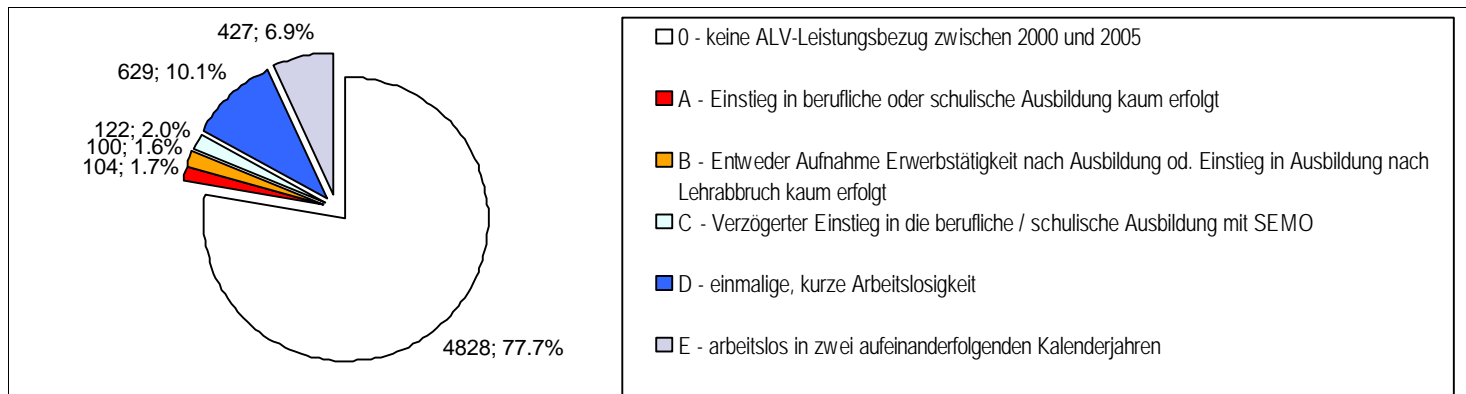 427; 6.9%
629; 10.1%
122; 2.0%
100; 1.6%
104; 1.7%
4828; 77.7%
0 - keine ALV-Leistungsbezug zwischen 2000 und 2005
A - Einstieg in berufliche oder schulische Ausbildung kaum erfolgt
B - Entweder Aufnahme Erwerbstätigkeit nach Ausbildung od. Einstieg in Ausbildung nach
Lehrabbruch kaum erfolgt
C - Verzögerter Einstieg in die berufliche / schulische Ausbildung mit SEMO
D - einmalige, kurze Arbeitslosigkeit
E - arbeitslos in zwei aufeinanderfolgenden Kalenderjahren